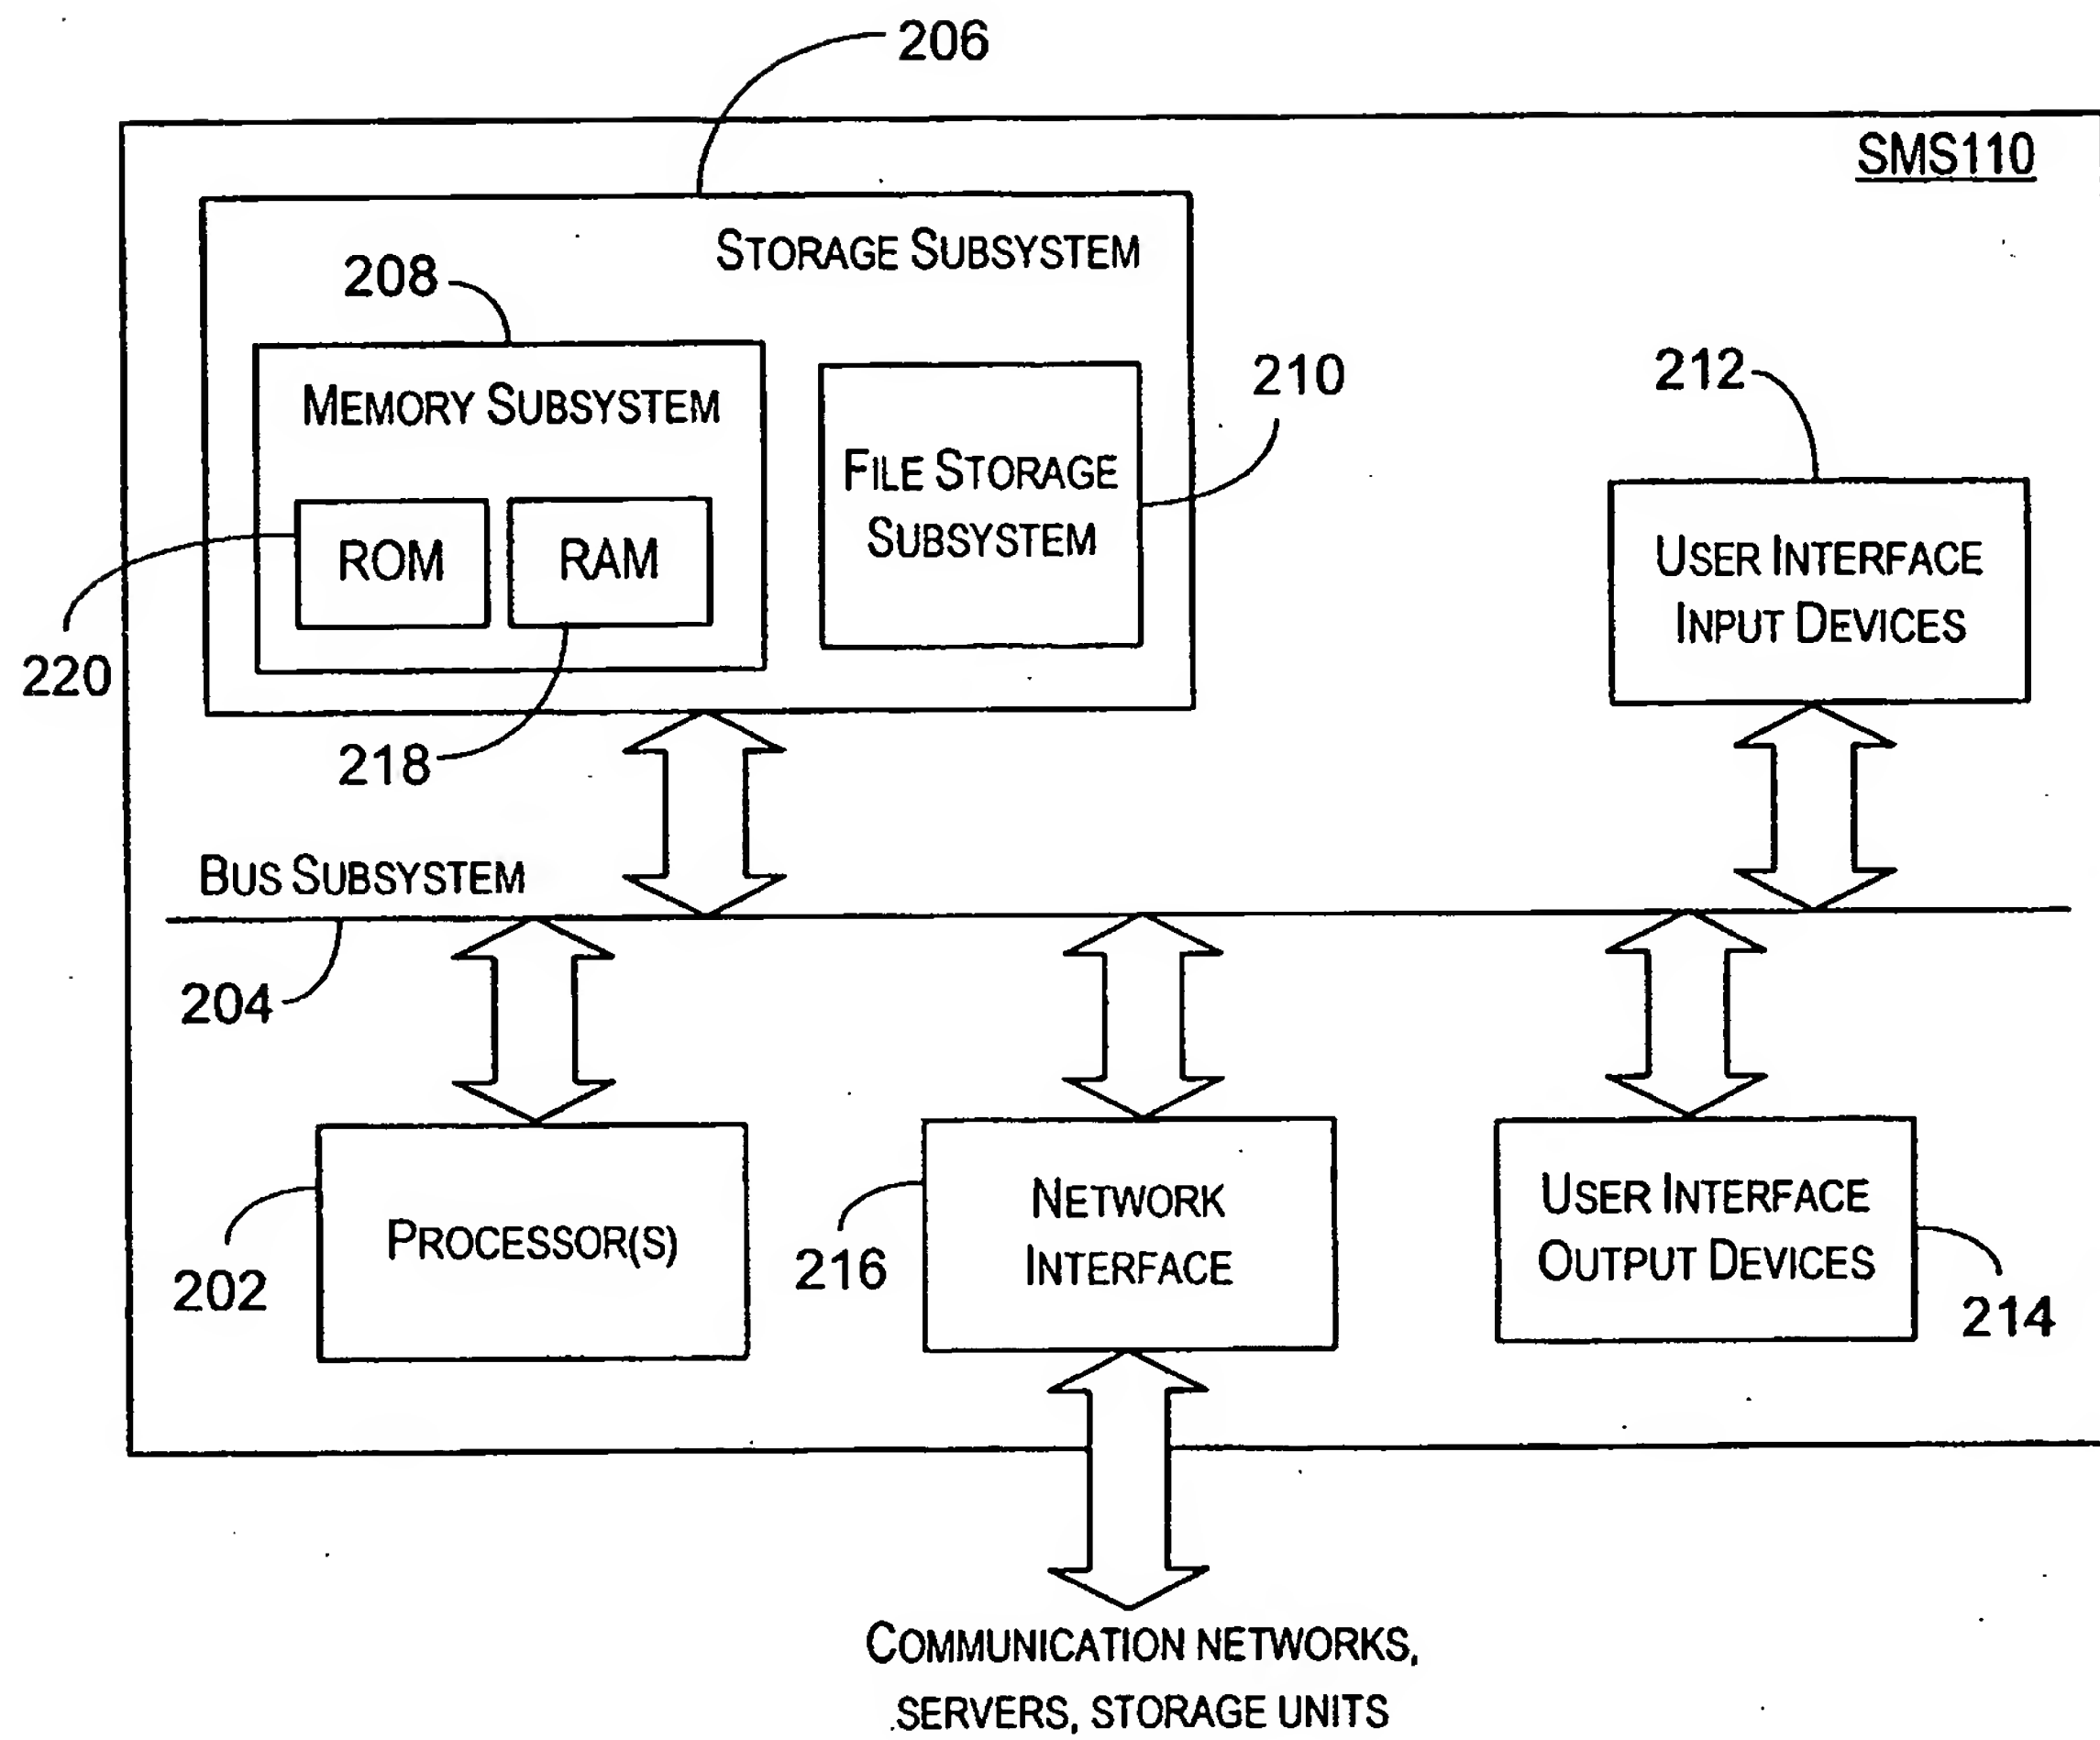 206
SMS110
STORAGE SUBSYSTEM
208
MEMORY SUBSYSTEM
210
212
FILE STORAGE
SUBSYSTEM
ROM
RAM
USER INTERFACE
INPUT DEVICES
220
218
BUS SUBSYSTEM
204
PROCESSOR(S)
202
NETWORK
INTERFACE
216
USER INTERFACE
OUTPUT DEVICES
214
COMMUNICATION NETWORKS,
SERVERS, STORAGE UNITS